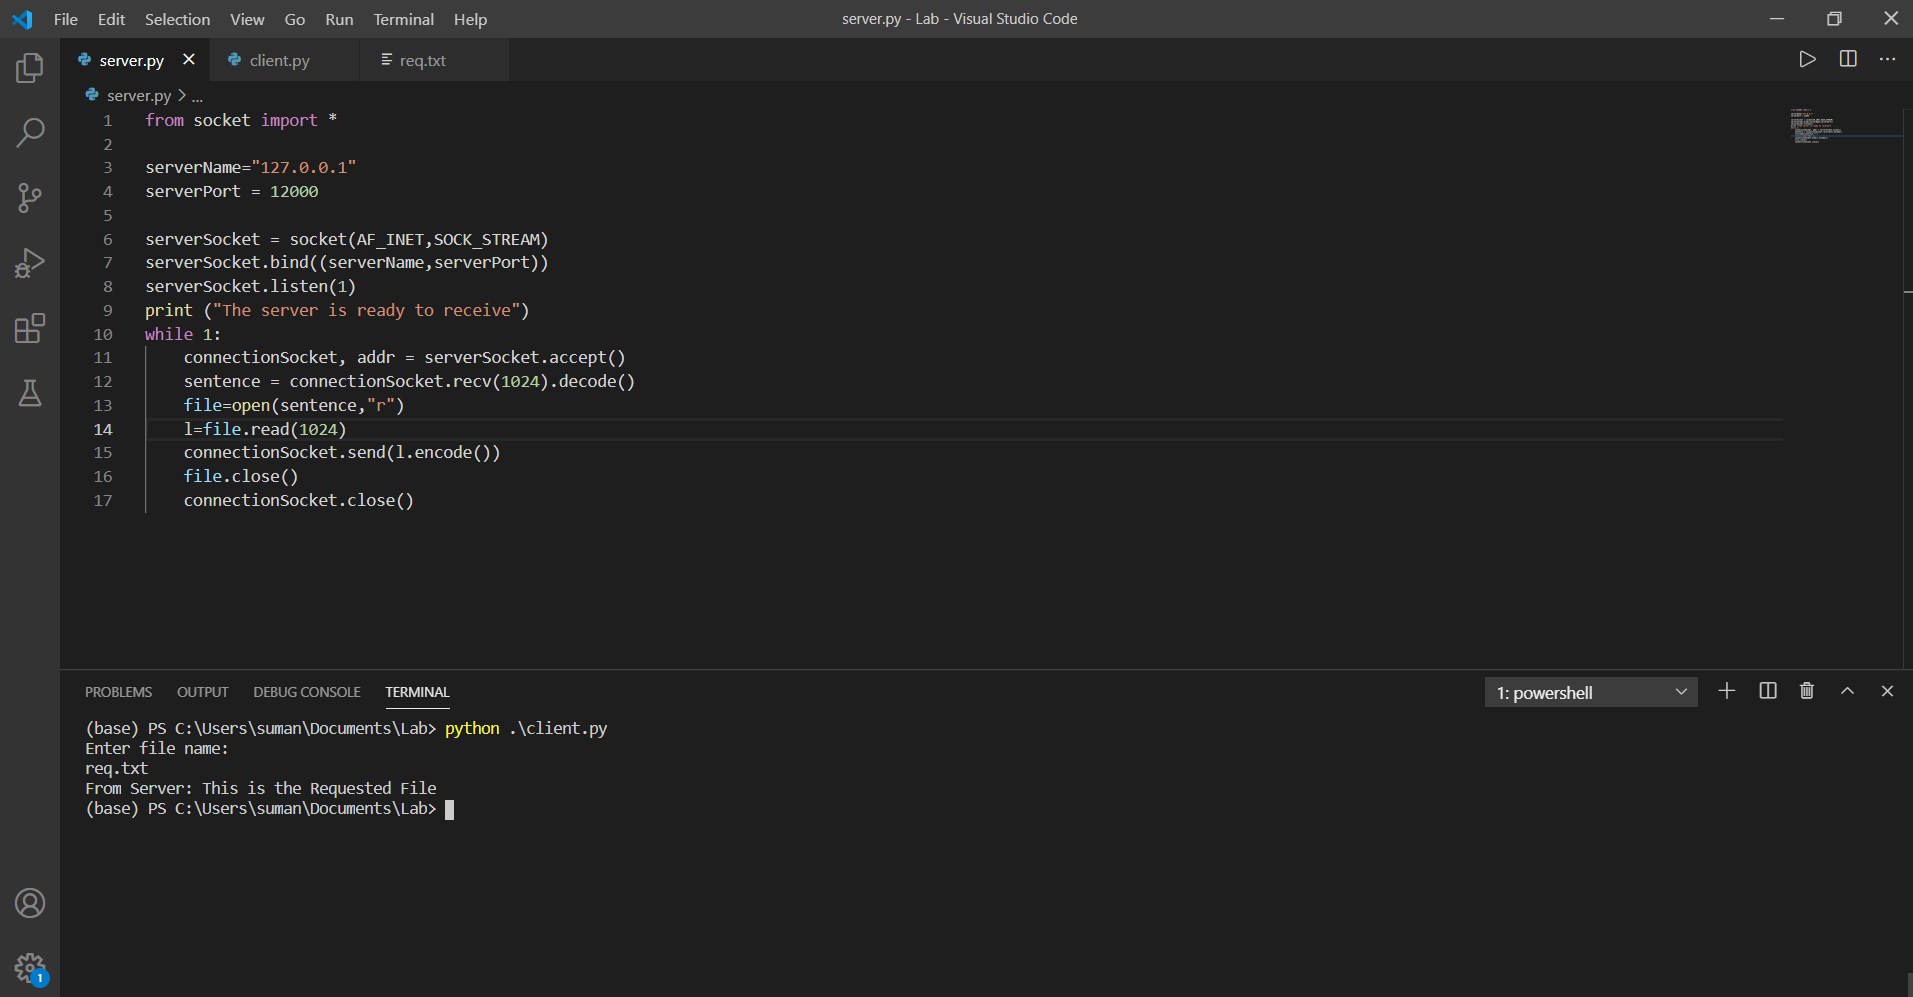 File Edit Selection View Go Run Terminal Help server.py - Lab - Visual Studio Code
server.py client.py req.txt
server.py > ...
1 from socket import *
2
3 serverName="127.0.0.1"
4 serverPort = 12000
5
6 serverSocket = socket(AF_INET,SOCK_STREAM)
7 serverSocket.bind((serverName,serverPort))
8 serverSocket.listen(1)
9 print ("The server is ready to receive")
10 while 1:
11     connectionSocket, addr = serverSocket.accept()
12     sentence = connectionSocket.recv(1024).decode()
13     file=open(sentence,"r")
14     l=file.read(1024)
15     connectionSocket.send(l.encode())
16     file.close()
17     connectionSocket.close()
PROBLEMS OUTPUT DEBUG CONSOLE TERMINAL 1: powershell
(base) PS C:\Users\suman\Documents\Lab> python .\client.py
Enter file name:
req.txt
From Server: This is the Requested File
(base) PS C:\Users\suman\Documents\Lab>
1